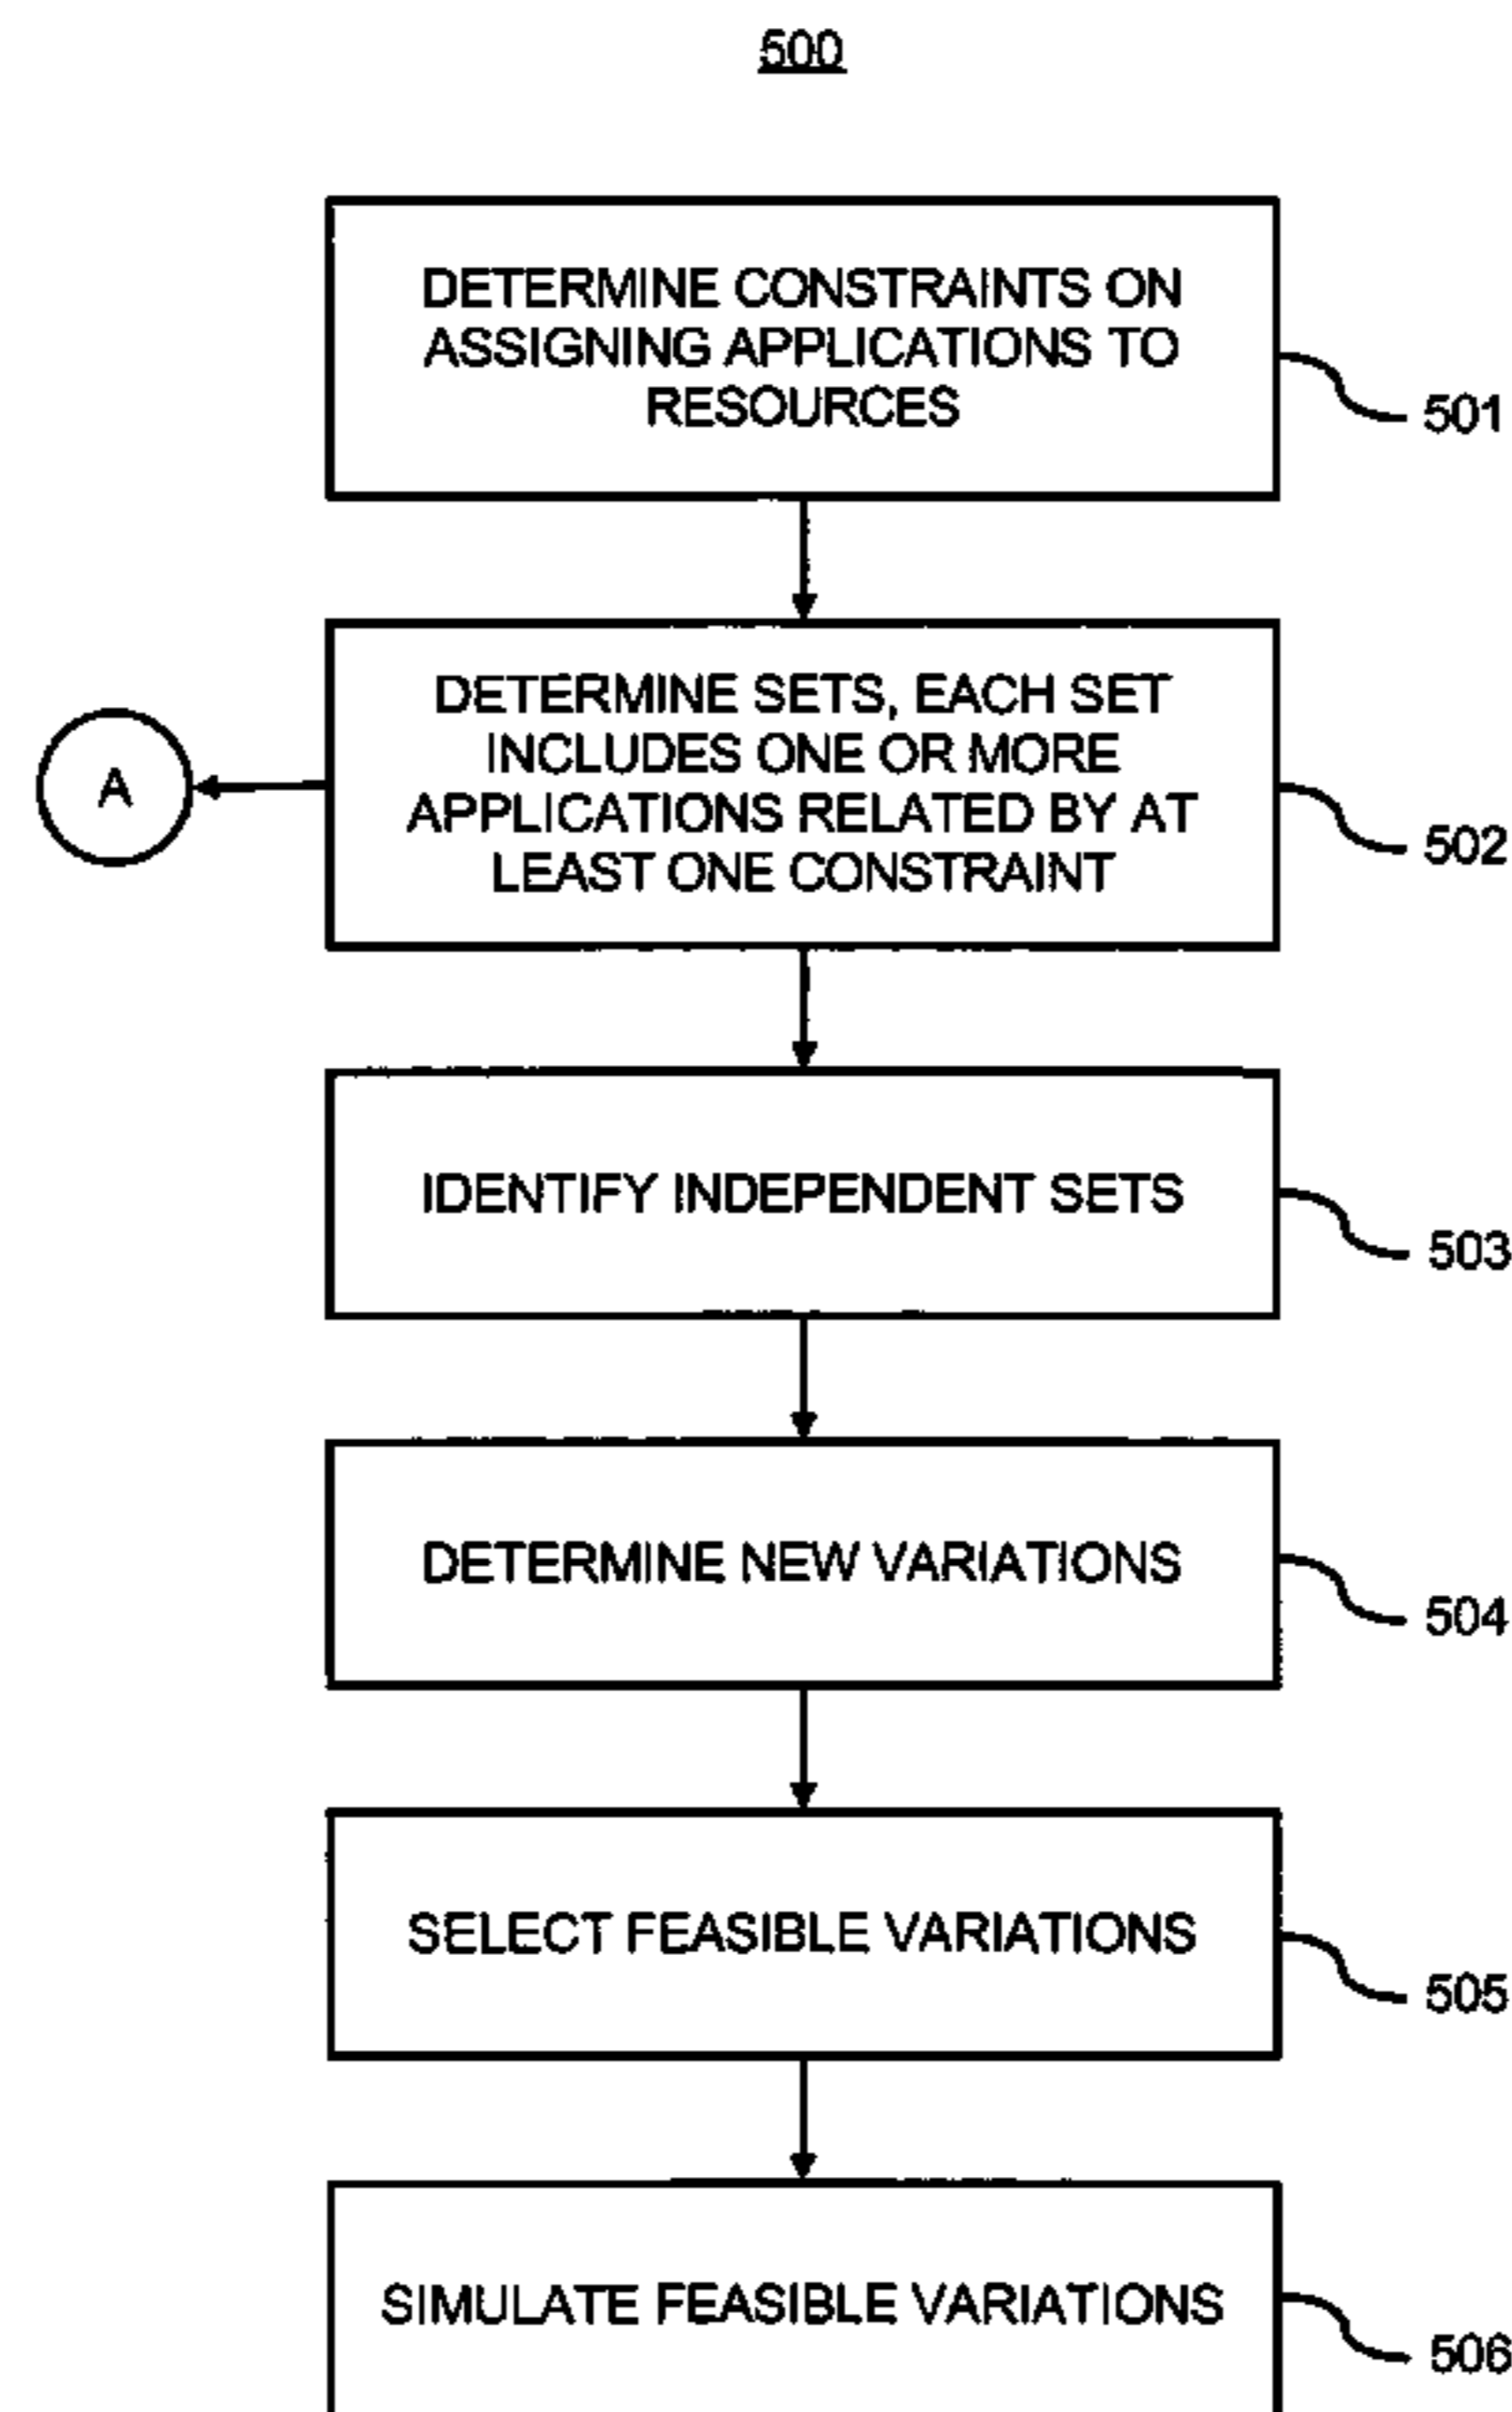 500
DETERMINE CONSTRAINTS ON
ASSIGNING APPLICATIONS TO
RESOURCES
501
DETERMINE SETS, EACH SET
INCLUDES ONE OR MORE
APPLICATIONS RELATED BY AT
LEAST ONE CONSTRAINT
A
502
IDENTIFY INDEPENDENT SETS
503
DETERMINE NEW VARIATIONS
504
SELECT FEASIBLE VARIATIONS
505
SIMULATE FEASIBLE VARIATIONS
506